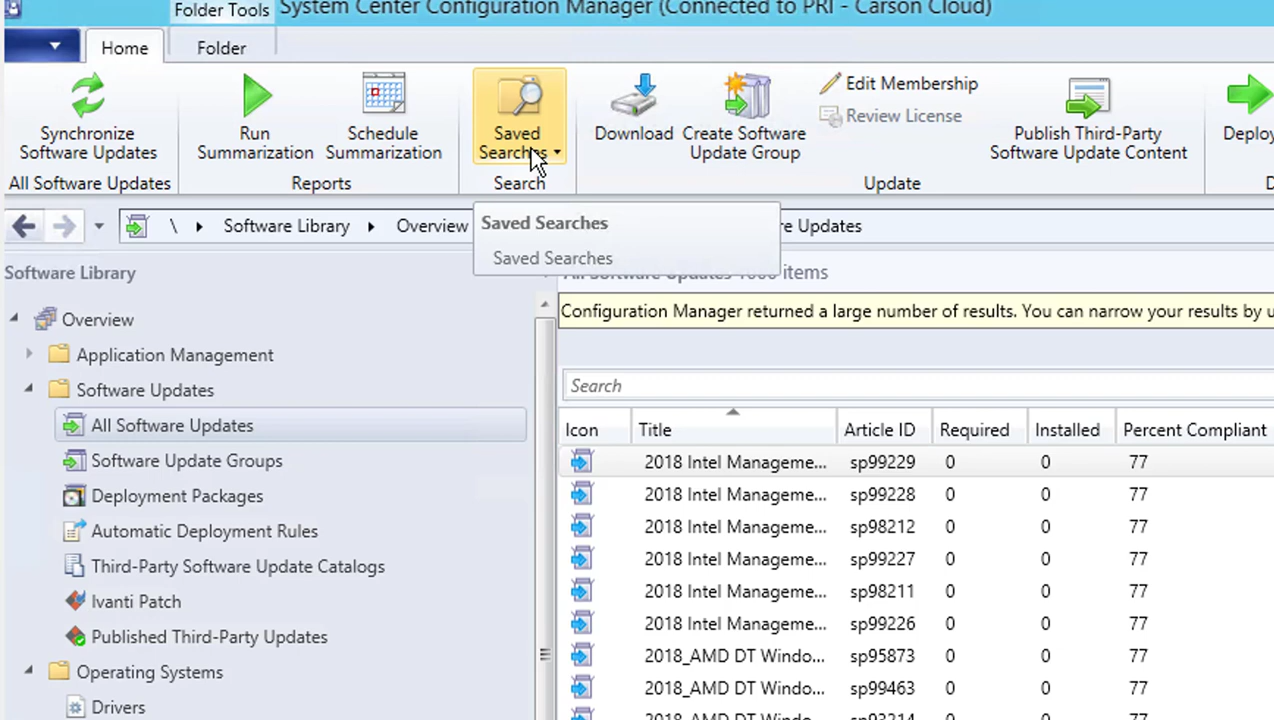 Folder Tools System Center Configuration Manager (Connected to PRI - Carson Cloud)
Home Folder
Synchronize Software Updates
Run Summarization
Schedule Summarization
Saved Searches
Download
Create Software Update Group
Edit Membership
Review License
Publish Third-Party Software Update Content
Deploy
All Software Updates Reports Search Update
\ Software Library Overview Updates
Saved Searches
Saved Searches
Software Library
items
Configuration Manager returned a large number of results. You can narrow your results by u
Overview
Application Management
Software Updates
All Software Updates
Software Update Groups
Deployment Packages
Automatic Deployment Rules
Third-Party Software Update Catalogs
Ivanti Patch
Published Third-Party Updates
Operating Systems
Drivers
Search
Icon Title Article ID Required Installed Percent Compliant
2018 Intel Manageme... sp99229 0 0 77
2018 Intel Manageme... sp99228 0 0 77
2018 Intel Manageme... sp98212 0 0 77
2018 Intel Manageme... sp99227 0 0 77
2018 Intel Manageme... sp98211 0 0 77
2018 Intel Manageme... sp99226 0 0 77
2018_AMD DT Windo... sp95873 0 0 77
2018_AMD DT Windo... sp99463 0 0 77